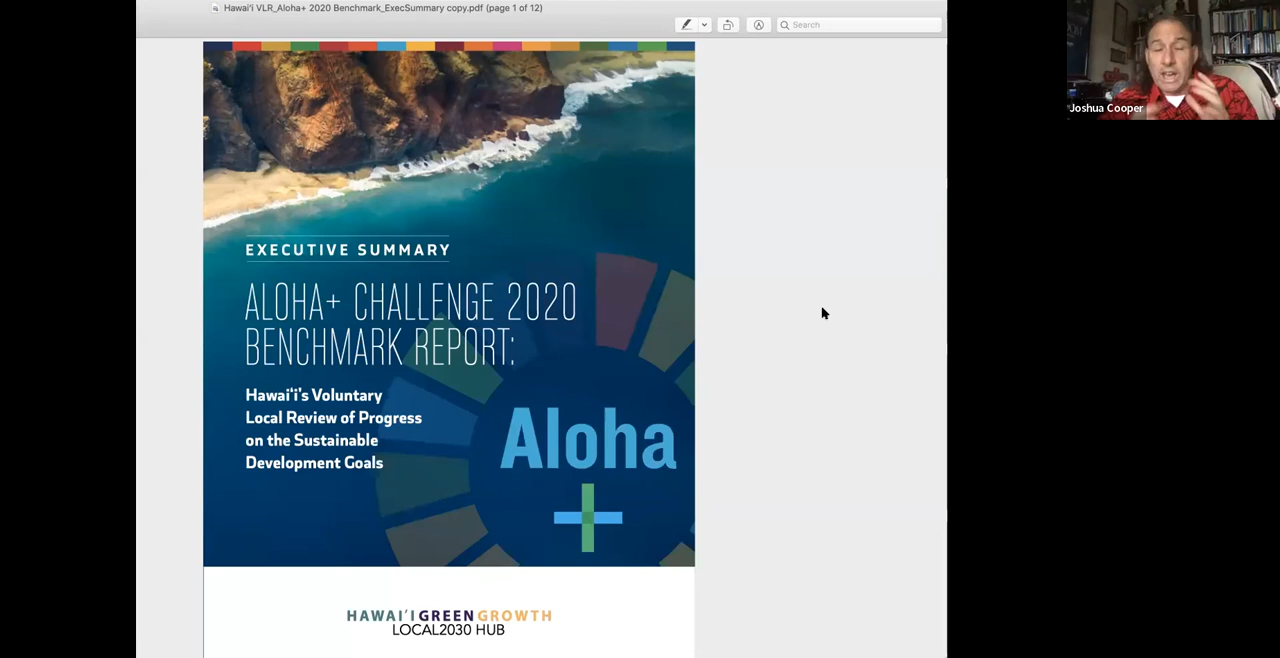 Hawaiʻi VLR_Aloha+ 2020 Benchmark_ExecSummary copy.pdf (page 1 of 12)
Search
Joshua Cooper
EXECUTIVE SUMMARY
ALOHA+ CHALLENGE 2020
BENCHMARK REPORT:
Hawaiʻi’s Voluntary
Local Review of Progress
on the Sustainable
Development Goals
Aloha
+
HAWAIʻI GREEN GROWTH
LOCAL2030 HUB